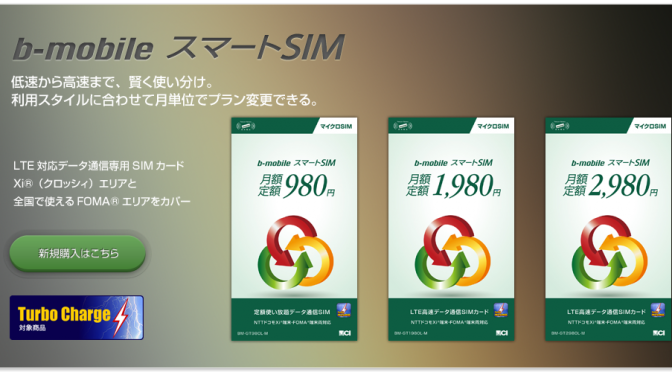 b-mobile スマートSIM
低速から高速まで、賢く使い分け。
利用スタイルに合わせて月単位でプラン変更できる。
LTE 対応データ通信専用 SIM カード
Xi®（クロッシィ）エリアと
全国で使える FOMA® エリアをカバー
新規購入はこちら
Turbo Charge
対象商品
マイクロSIM
b-mobile スマートSIM
月額
定額 980円
定額使い放題データ通信SIM
マイクロSIM
b-mobile スマートSIM
月額
定額 1,980円
LTE高速データ通信SIMカード
マイクロSIM
b-mobile スマートSIM
月額
定額 2,980円
LTE高速データ通信SIMカード